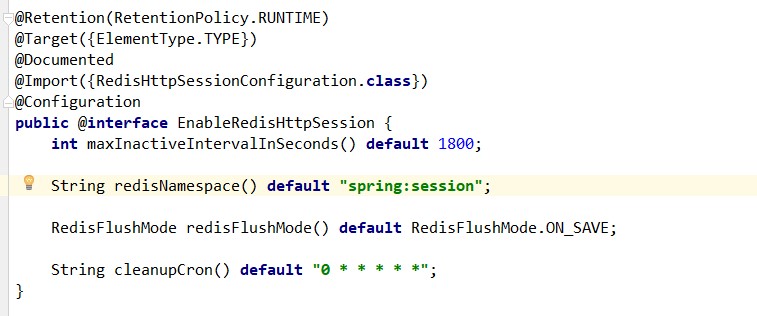 @Retention(RetentionPolicy.RUNTIME)
@Target({ElementType.TYPE})
@Documented
@Import({RedisHttpSessionConfiguration.class})
@Configuration
public @interface EnableRedisHttpSession {
    int maxInactiveIntervalInSeconds() default 1800;
    String redisNamespace() default "spring:session";
    RedisFlushMode redisFlushMode() default RedisFlushMode.ON_SAVE;
    String cleanupCron() default "0 * * * * *";
}